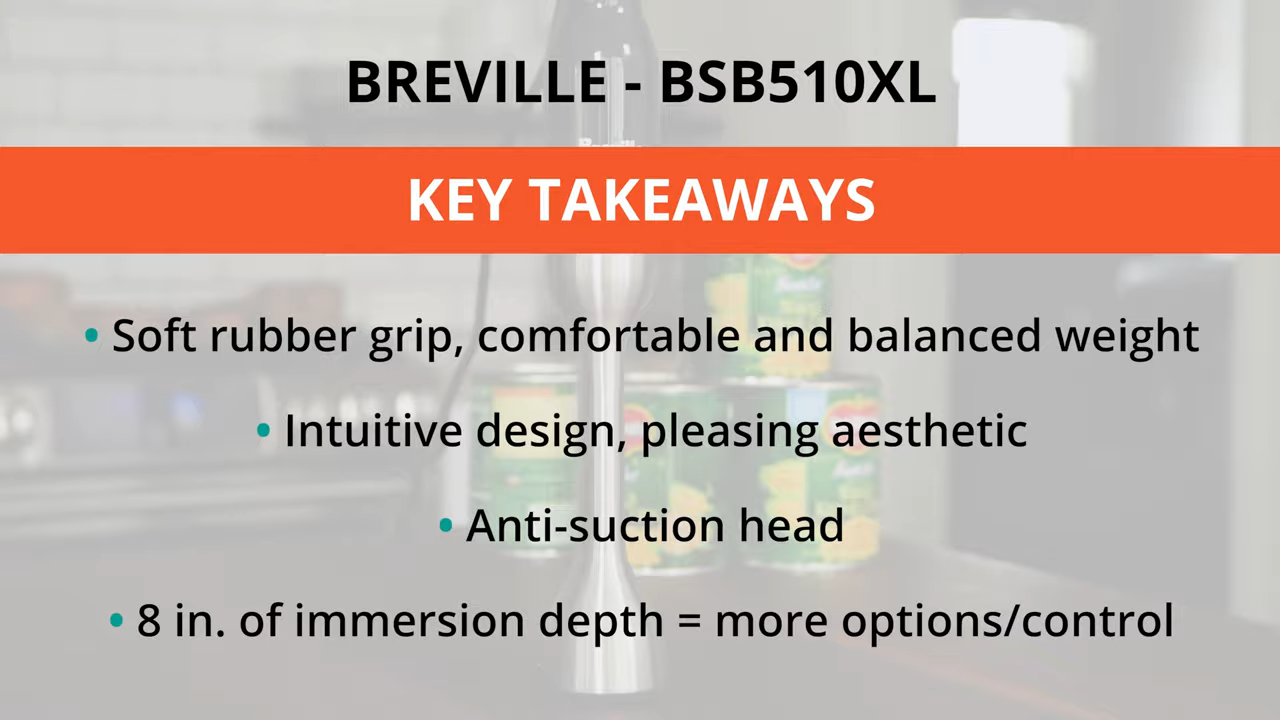 BREVILLE - BSB510XL
KEY TAKEAWAYS
• Soft rubber grip, comfortable and balanced weight
• Intuitive design, pleasing aesthetic
• Anti-suction head
• 8 in. of immersion depth = more options/control